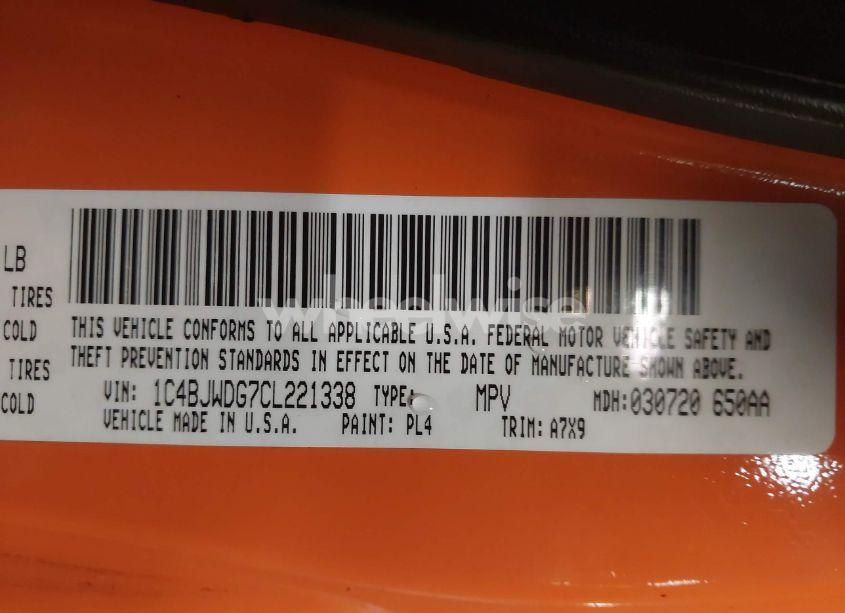 LB
TIRES
COLD
TIRES
COLD
wheelwise
THIS VEHICLE CONFORMS TO ALL APPLICABLE U.S.A. FEDERAL MOTOR VEHICLE SAFETY AND
THEFT PREVENTION STANDARDS IN EFFECT ON THE DATE OF MANUFACTURE SHOWN ABOVE.
VIN: 1C4BJWDG7CL221338 TYPE: MPV MDH:030720 650AA
VEHICLE MADE IN U.S.A. PAINT: PL4 TRIM: A7X9